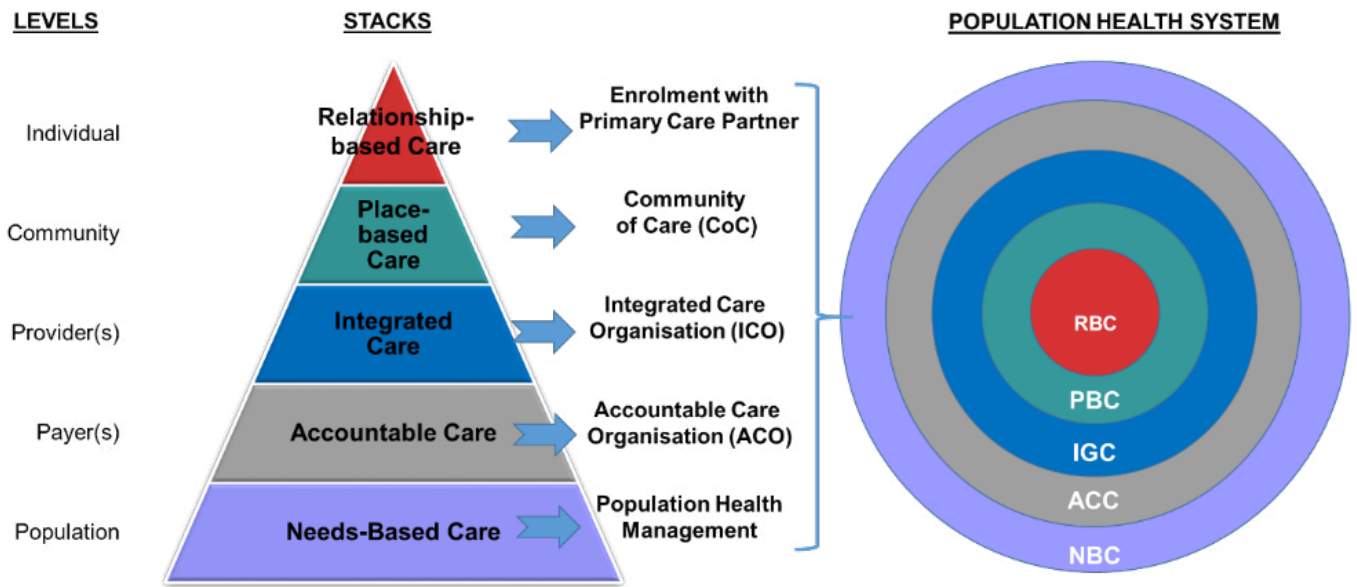 LEVELS
STACKS
POPULATION HEALTH SYSTEM
Individual
Relationship-
based Care
Enrolment with
Primary Care Partner
Community
Place-
based
Care
Community
of Care (CoC)
Provider(s)
Integrated
Care
Integrated Care
Organisation (ICO)
Payer(s)
Accountable Care
Accountable Care
Organisation (ACO)
Population
Needs-Based Care
Population Health
Management
RBC
PBC
IGC
ACC
NBC